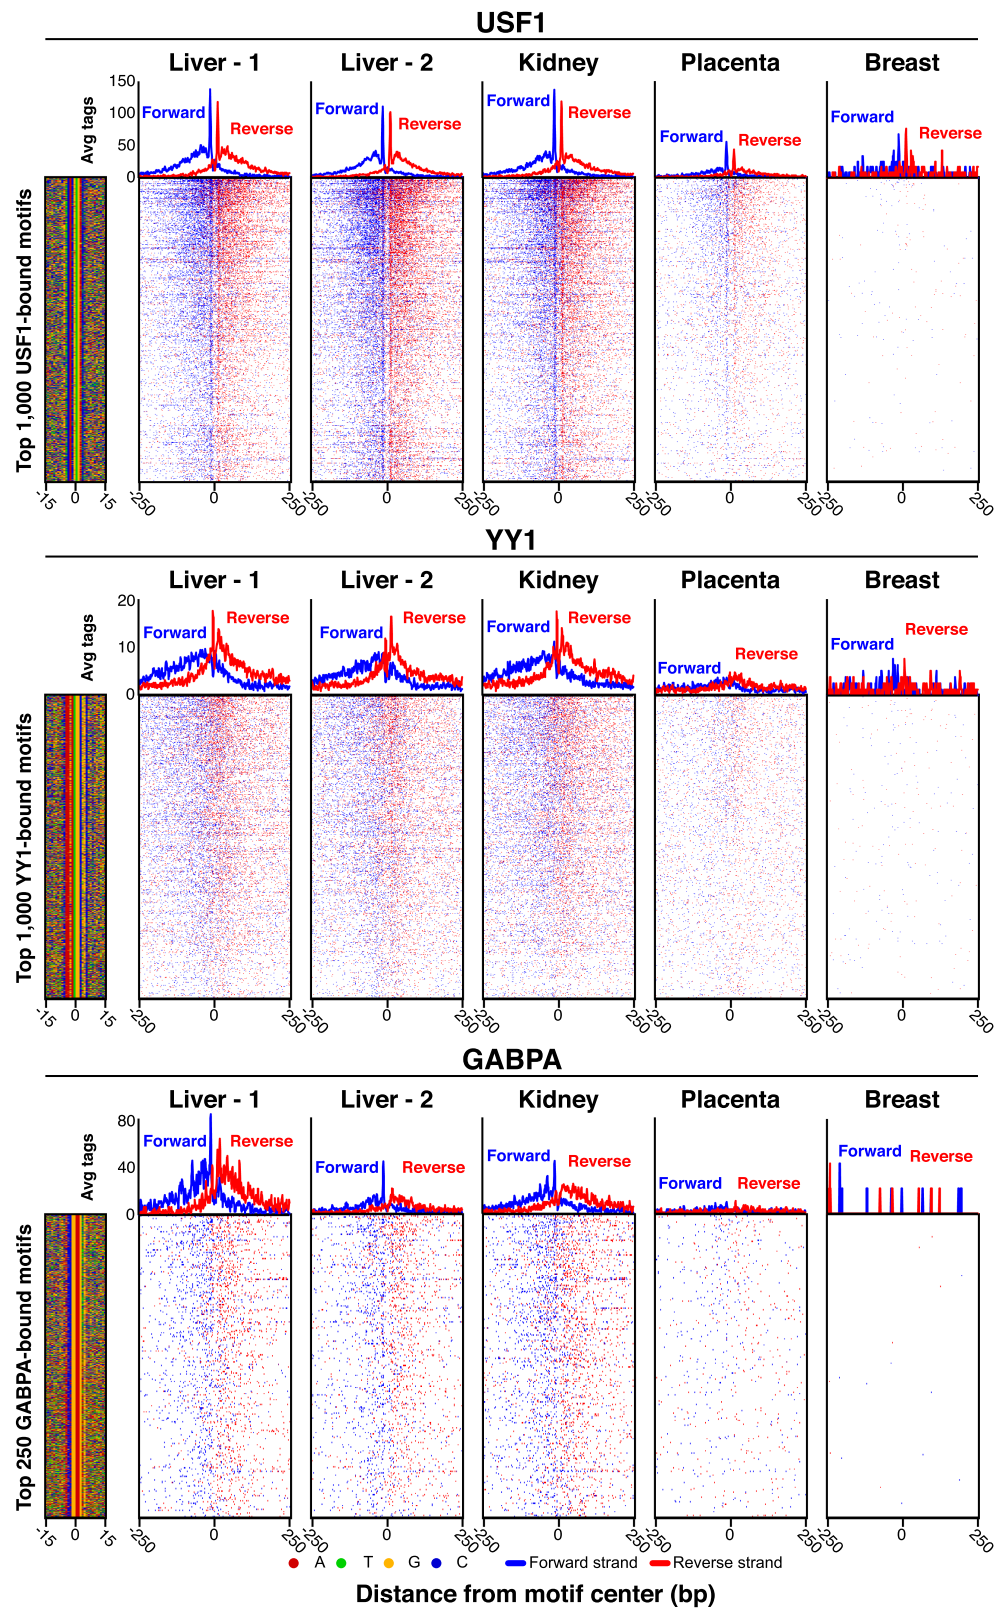 USF1
Liver - 1 Liver - 2 Kidney Placenta Breast
Avg tags
150
100
50
0
Forward Reverse
Forward Reverse
Forward Reverse
Forward Reverse
Forward Reverse
Top 1,000 USF1-bound motifs
-15 0 15
-250 0 250
-250 0 250
-250 0 250
-250 0 250
-250 0 250
YY1
Liver - 1 Liver - 2 Kidney Placenta Breast
Avg tags
20
10
0
Forward Reverse
Forward Reverse
Forward Reverse
Forward Reverse
Forward Reverse
Top 1,000 YY1-bound motifs
-15 0 15
-250 0 250
-250 0 250
-250 0 250
-250 0 250
-250 0 250
GABPA
Liver - 1 Liver - 2 Kidney Placenta Breast
Avg tags
80
40
0
Forward Reverse
Forward Reverse
Forward Reverse
Forward Reverse
Forward Reverse
Top 250 GABPA-bound motifs
-15 0 15
-250 0 250
-250 0 250
-250 0 250
-250 0 250
-250 0 250
A T G C Forward strand Reverse strand
Distance from motif center (bp)